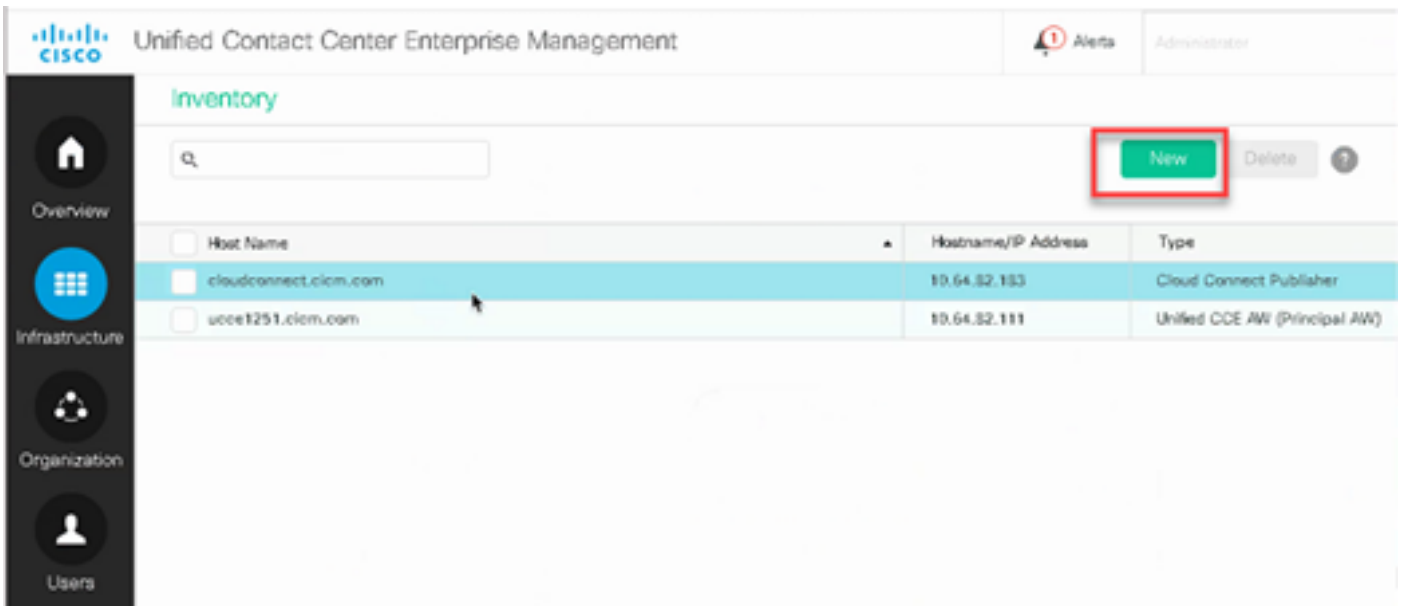 CISCO
Unified Contact Center Enterprise Management
1
Alerts
Administrator
Inventory
New
Delete
?
Overview
Host Name
Hostname/IP Address
Type
cloudconnect.cicm.com
10.64.82.183
Cloud Connect Publisher
ucce1251.cicm.com
10.64.82.111
Unified CCE AW (Principal AW)
Infrastructure
Organization
Users